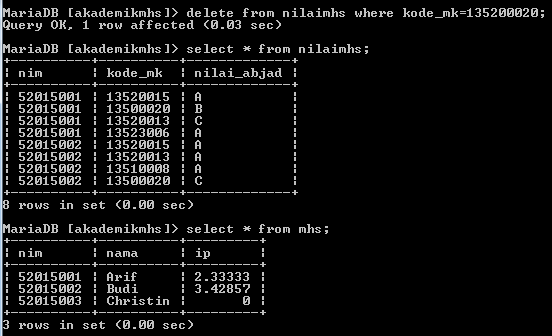 MariaDB [akademikmhs]> delete from nilaimhs where kode_mk=135200020;
Query OK, 1 row affected (0.03 sec)
MariaDB [akademikmhs]> select * from nilaimhs;
+----------+----------+-------------+
| nim      | kode_mk  | nilai_abjad |
+----------+----------+-------------+
| 52015001 | 13520015 | A           |
| 52015001 | 13500020 | B           |
| 52015001 | 13520013 | C           |
| 52015001 | 13523006 | A           |
| 52015002 | 13520015 | A           |
| 52015002 | 13520013 | A           |
| 52015002 | 13510008 | A           |
| 52015002 | 13500020 | C           |
+----------+----------+-------------+
8 rows in set (0.00 sec)
MariaDB [akademikmhs]> select * from mhs;
+----------+----------+---------+
| nim      | nama     | ip      |
+----------+----------+---------+
| 52015001 | Arif     | 2.33333 |
| 52015002 | Budi     | 3.42857 |
| 52015003 | Christin |       0 |
+----------+----------+---------+
3 rows in set (0.00 sec)